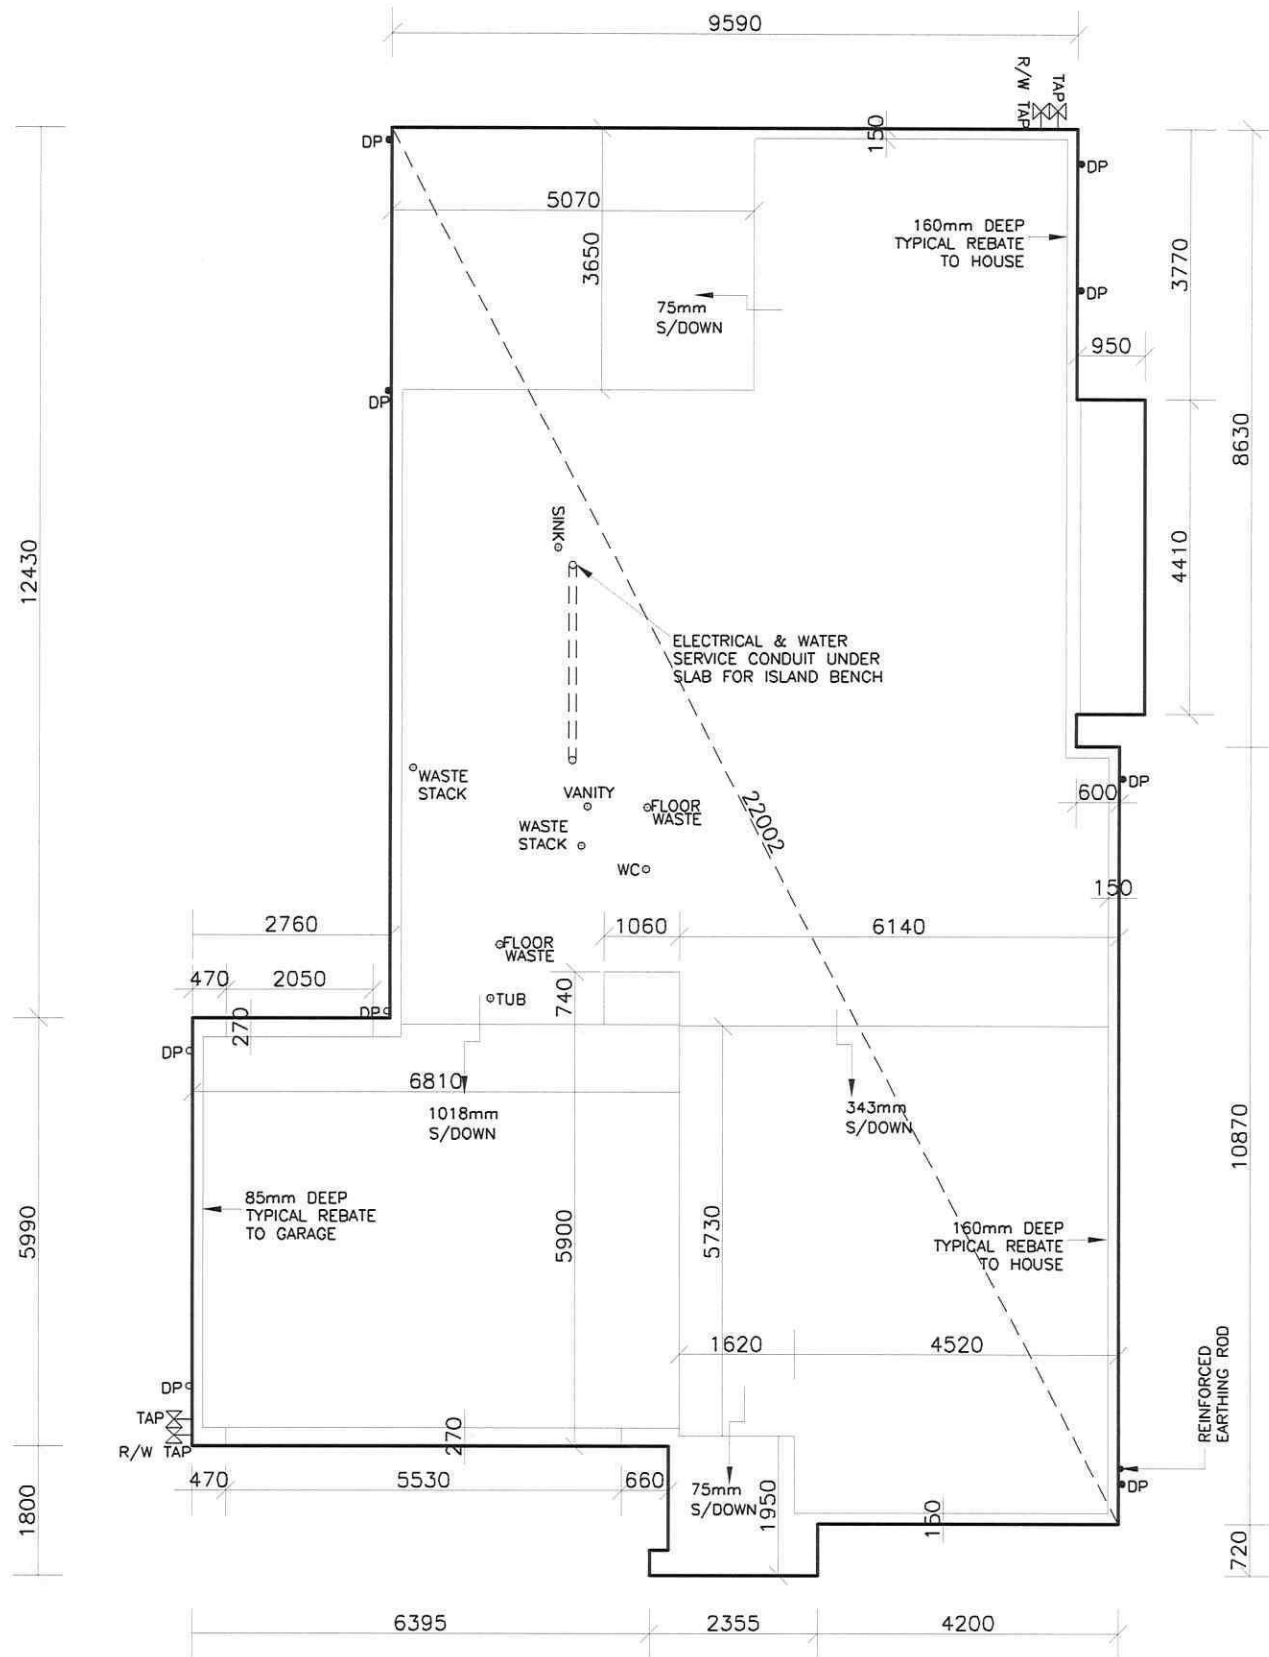 9590
R/W TAP
TAP
DP
150
DP
5070
3650
160mm DEEP
TYPICAL REBATE
TO HOUSE
3770
75mm
S/DOWN
DP
950
DP
8630
12430
SINK
4410
ELECTRICAL & WATER
SERVICE CONDUIT UNDER
SLAB FOR ISLAND BENCH
WASTE
STACK
VANITY
FLOOR
WASTE
22002
600
DP
WASTE
STACK
WC
150
2760
1060
6140
FLOOR
WASTE
470
2050
740
TUB
270
DP
DP
6810
1018mm
S/DOWN
343mm
S/DOWN
10870
85mm DEEP
TYPICAL REBATE
TO GARAGE
5990
5900
5730
160mm DEEP
TYPICAL REBATE
TO HOUSE
1620
4520
REINFORCED
EARTHING ROD
DP
TAP
R/W TAP
270
470
5530
660
75mm
S/DOWN
1950
150
DP
1800
720
6395
2355
4200